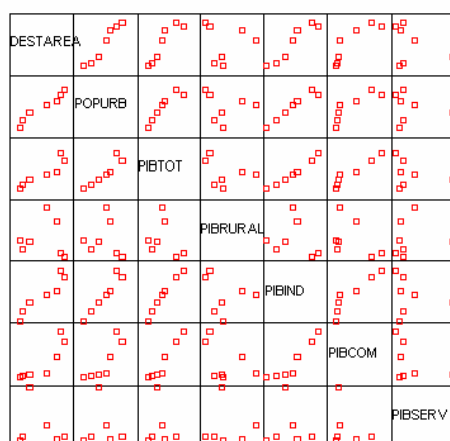 DESTAREA
POPURB
PIBTOT
PIBRURAL
PIBIND
PIBCOM
PIBSERV